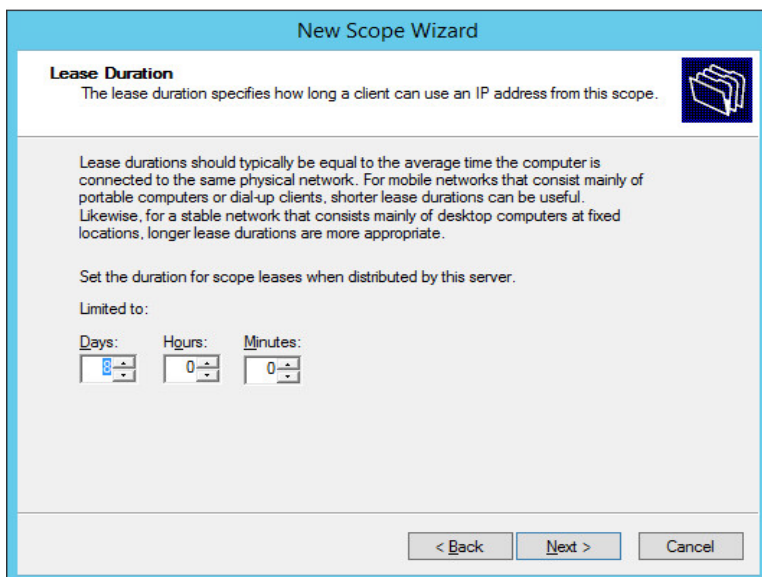 New Scope Wizard
Lease Duration
The lease duration specifies how long a client can use an IP address from this scope.
Lease durations should typically be equal to the average time the computer is
connected to the same physical network. For mobile networks that consist mainly of
portable computers or dial-up clients, shorter lease durations can be useful.
Likewise, for a stable network that consists mainly of desktop computers at fixed
locations, longer lease durations are more appropriate.
Set the duration for scope leases when distributed by this server.
Limited to:
Days: Hours: Minutes:
8 0 0
< Back Next > Cancel